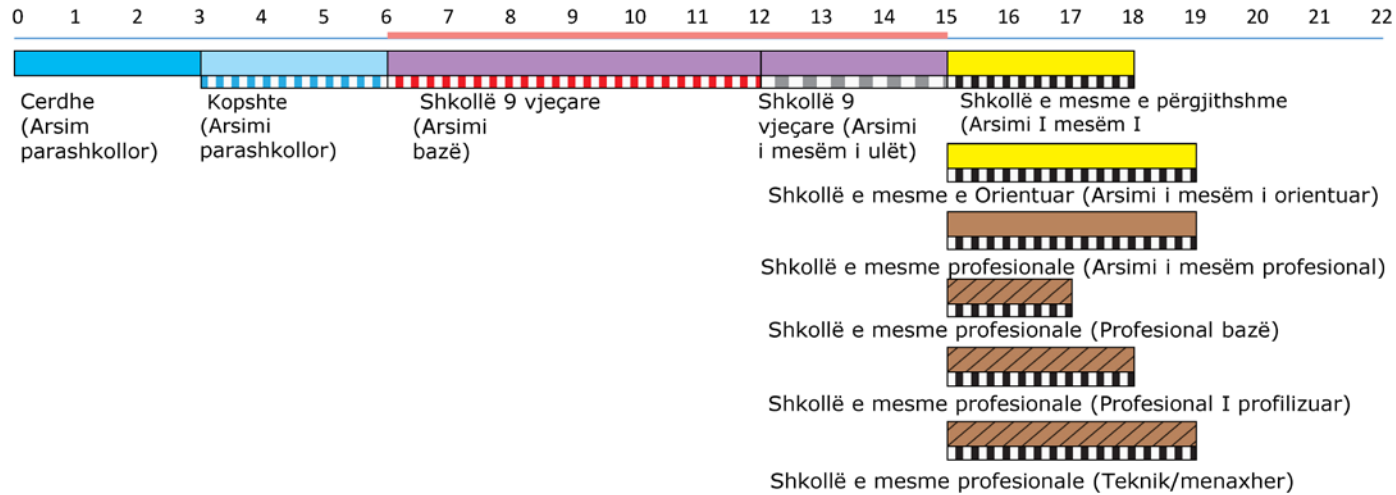 0 1 2 3 4 5 6 7 8 9 10 11 12 13 14 15 16 17 18 19 20 21 22
Cerdhe
(Arsim
parashkollor)
Kopshte
(Arsimi
parashkollor)
Shkollë 9 vjeçare
(Arsimi
bazë)
Shkollë 9
vjeçare (Arsimi
i mesëm i ulët)
Shkollë e mesme e përgjithshme
(Arsimi I mesëm I
Shkollë e mesme e Orientuar (Arsimi i mesëm i orientuar)
Shkollë e mesme profesionale (Arsimi i mesëm profesional)
Shkollë e mesme profesionale (Profesional bazë)
Shkollë e mesme profesionale (Profesional I profilizuar)
Shkollë e mesme profesionale (Teknik/menaxher)